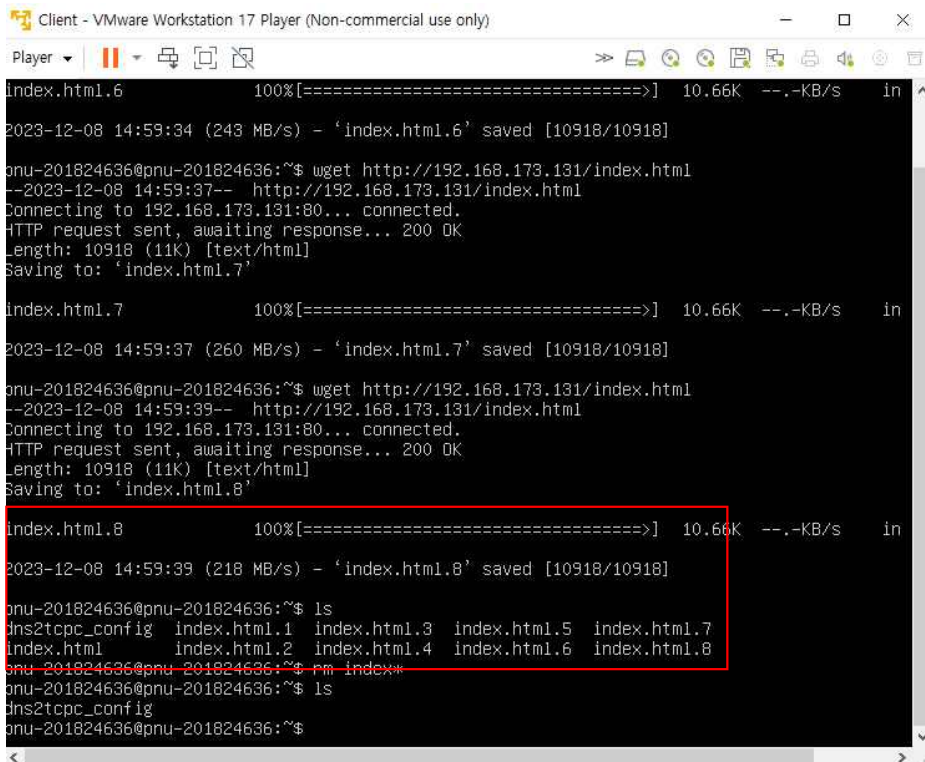 Client - VMware Workstation 17 Player (Non-commercial use only)
Player
index.html.6 100%[===================================>] 10.66K --.-KB/s in
2023-12-08 14:59:34 (243 MB/s) - ‘index.html.6’ saved [10918/10918]
pnu-201824636@pnu-201824636:~$ wget http://192.168.173.131/index.html
--2023-12-08 14:59:37-- http://192.168.173.131/index.html
Connecting to 192.168.173.131:80... connected.
HTTP request sent, awaiting response... 200 OK
Length: 10918 (11K) [text/html]
Saving to: ‘index.html.7’
index.html.7 100%[===================================>] 10.66K --.-KB/s in
2023-12-08 14:59:37 (260 MB/s) - ‘index.html.7’ saved [10918/10918]
pnu-201824636@pnu-201824636:~$ wget http://192.168.173.131/index.html
--2023-12-08 14:59:39-- http://192.168.173.131/index.html
Connecting to 192.168.173.131:80... connected.
HTTP request sent, awaiting response... 200 OK
Length: 10918 (11K) [text/html]
Saving to: ‘index.html.8’
index.html.8 100%[===================================>] 10.66K --.-KB/s in
2023-12-08 14:59:39 (218 MB/s) - ‘index.html.8’ saved [10918/10918]
pnu-201824636@pnu-201824636:~$ ls
dns2tcpc_config index.html.1 index.html.3 index.html.5 index.html.7
index.html index.html.2 index.html.4 index.html.6 index.html.8
pnu-201824636@pnu-201824636:~$ rm index*
pnu-201824636@pnu-201824636:~$ ls
dns2tcpc_config
pnu-201824636@pnu-201824636:~$